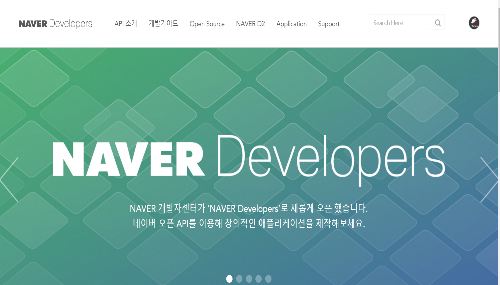 NAVER Developers
API 소개
개발가이드
Open Source
NAVER D2
Application
Support
Search Here
NAVER Developers
NAVER 개발자센터가 'NAVER Developers'로 새롭게 오픈 했습니다.
네이버 오픈 API를 이용해 창의적인 애플리케이션을 제작해보세요.